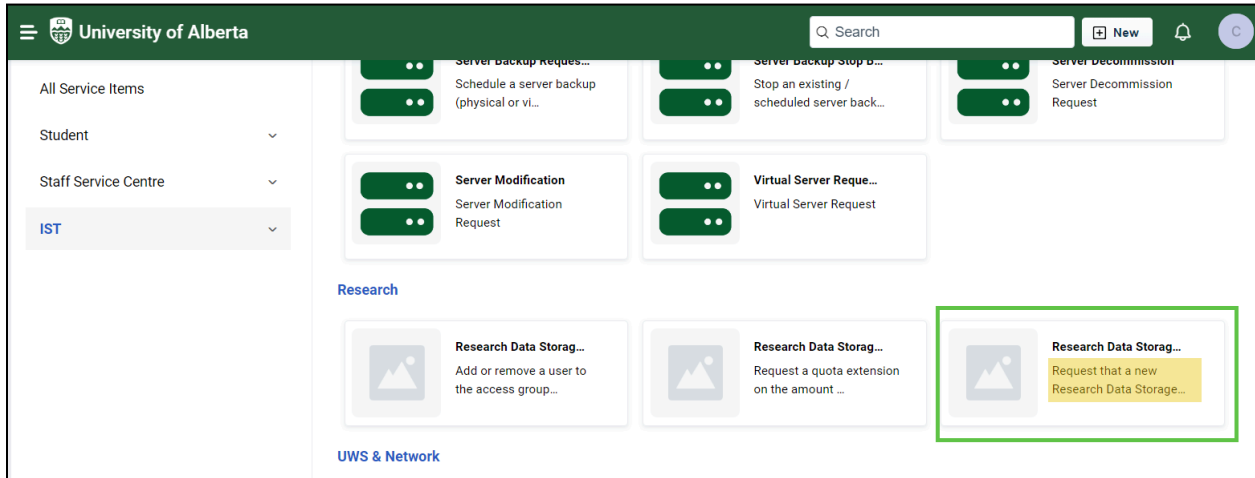 University of Alberta
Search
New
C
All Service Items
Student
Staff Service Centre
IST
Server Backup Reques...
Schedule a server backup
(physical or vi...
Server Backup Stop B...
Stop an existing /
scheduled server back...
Server Decommission
Server Decommission
Request
Server Modification
Server Modification
Request
Virtual Server Reque...
Virtual Server Request
Research
Research Data Storag...
Add or remove a user to
the access group...
Research Data Storag...
Request a quota extension
on the amount ...
Research Data Storag...
Request that a new
Research Data Storage...
UWS & Network